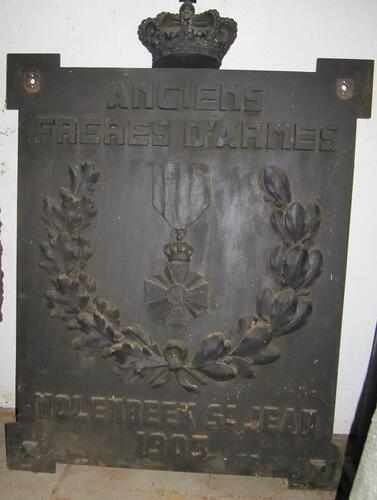 ANCIENS
FRERES D'ARMES
MOLENBEEK ST JEAN
1905